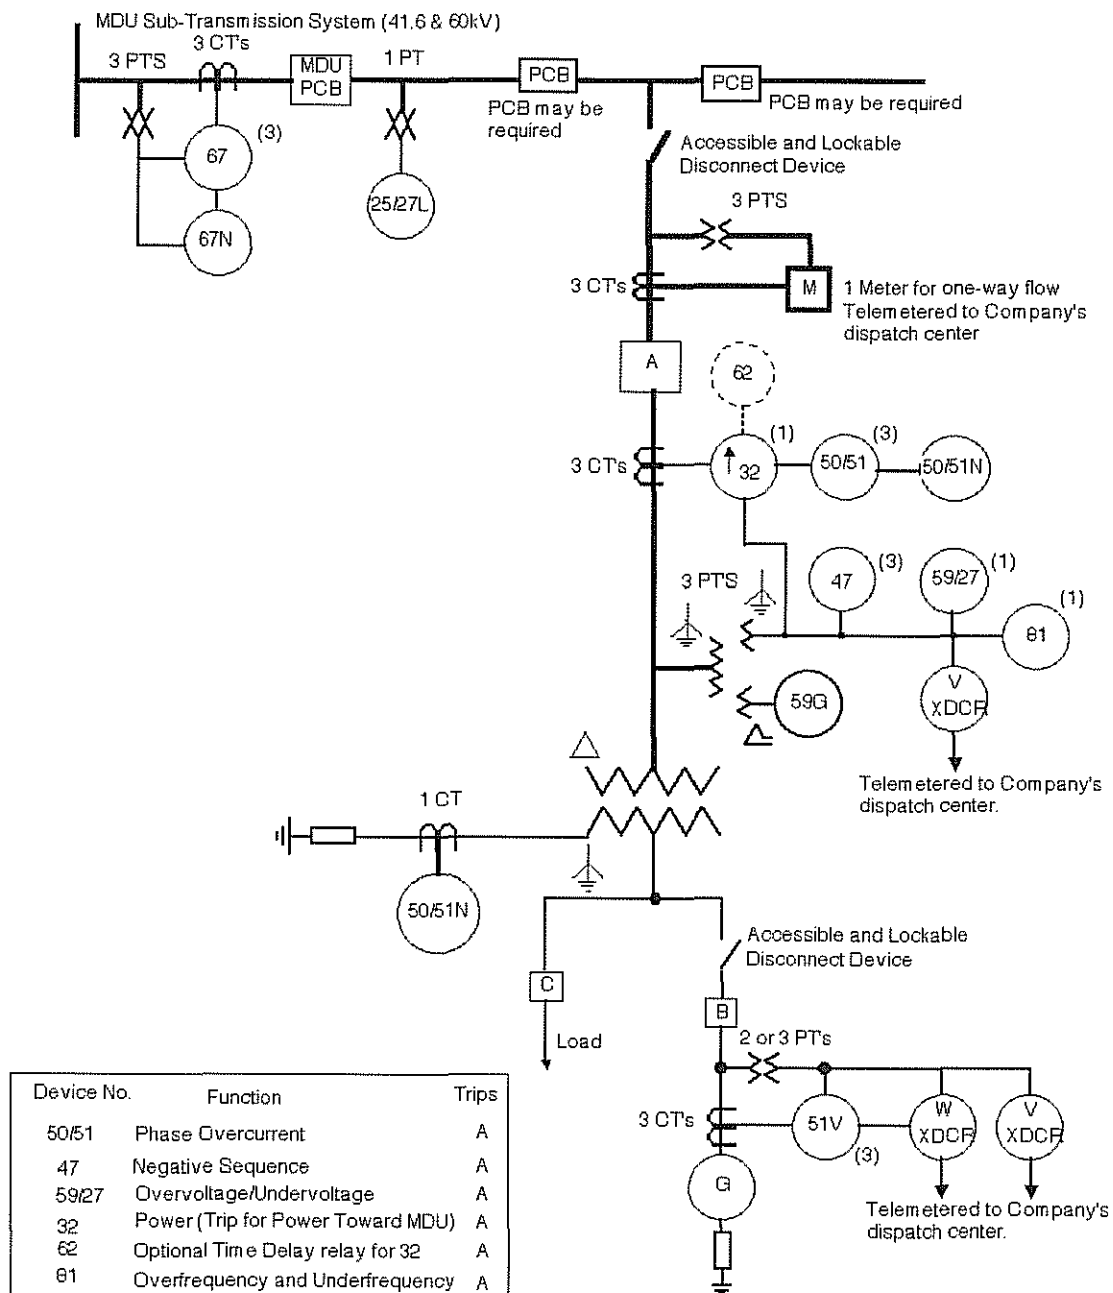 MDU Sub-Transmission System (41.6 & 60kV)
3 PT'S
3 CT's
MDU
PCB
1 PT
PCB
PCB may be
required
PCB
PCB may be required
67
(3)
67N
25/27L
Accessible and Lockable
Disconnect Device
3 PT'S
3 CT's
M
1 Meter for one-way flow
Telemetered to Company's
dispatch center
A
62
3 CT's
32
(1)
50/51
(3)
50/51N
3 PT'S
47
(3)
59/27
(1)
81
(1)
59G
V
XDCR
Telemetered to Company's
dispatch center.
1 CT
50/51N
Accessible and Lockable
Disconnect Device
C
Load
B
2 or 3 PT's
3 CT's
51V
(3)
W
XDCR
V
XDCR
G
Telemetered to Company's
dispatch center.
Device No. Function Trips
50/51 Phase Overcurrent A
47 Negative Sequence A
59/27 Overvoltage/Undervoltage A
32 Power (Trip for Power Toward MDU) A
62 Optional Time Delay relay for 32 A
81 Overfrequency and Underfrequency A